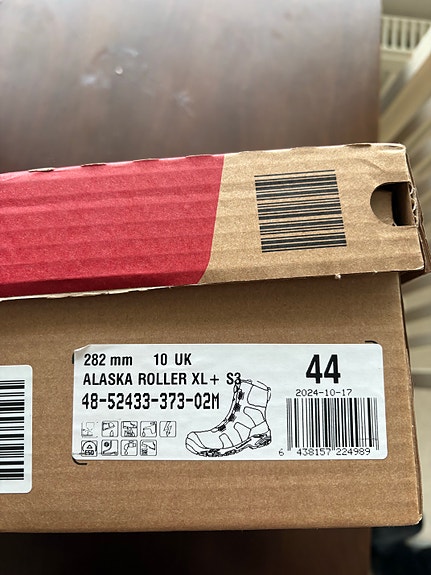 282 mm 10 UK
ALASKA ROLLER XL+ S3
48-52433-373-02M
44
2024-10-17
ESD
6 438157 224989